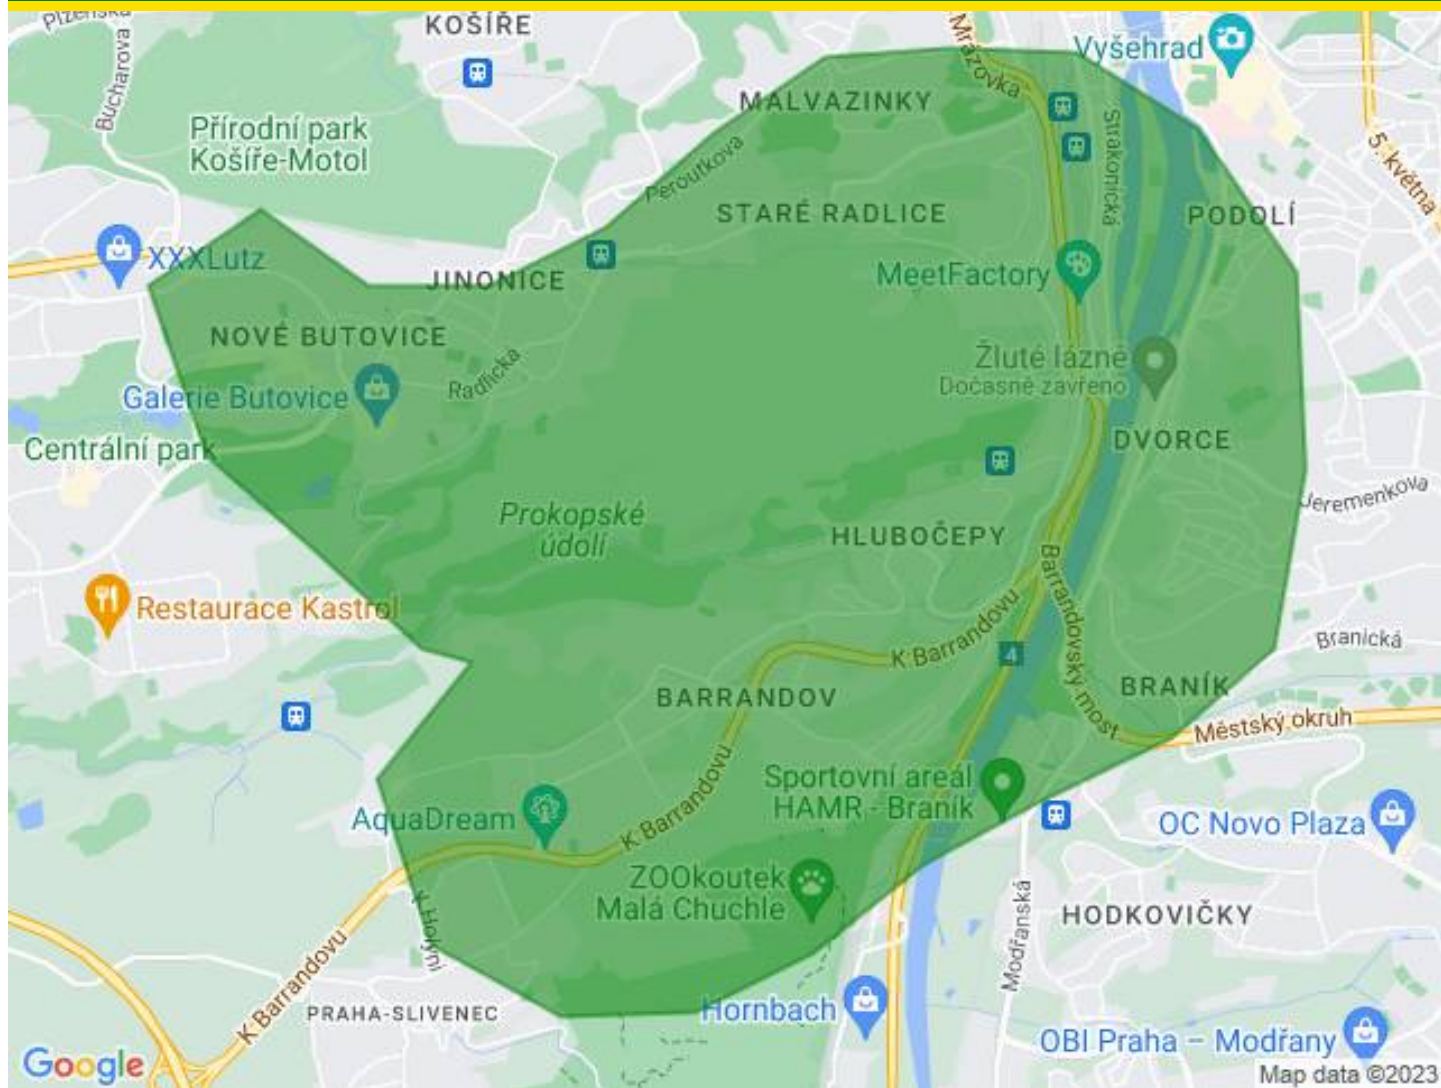 Plzeňská
KOŠÍŘE
Mrázovka
Vyšehrad
Bucharova
MALVAZINKY
Přírodní park
Košíře-Motol
Strakonická
5. května
Peroutkova
STARÉ RADLICE
PODOLÍ
XXXLutz
JINONICE
MeetFactory
NOVÉ BUTOVICE
Radlická
Žluté lázně
Dočasně zavřeno
Galerie Butovice
Centrální park
DVORCE
Jeremenkova
Prokopské
údolí
HLUBOČEPY
Barrandovský most
Restaurace Kastrol
K Barrandovu
4
Branická
BRANÍK
BARRANDOV
Městský okruh
Sportovní areál
HAMR - Braník
AquaDream
K Barrandovu
OC Novo Plaza
ZOOkoutek
Malá Chuchle
K Holyni
Modřanská
HODKOVIČKY
K Barrandovu
PRAHA-SLIVENEC
Hornbach
OBI Praha – Modřany
Google
Map data ©2023